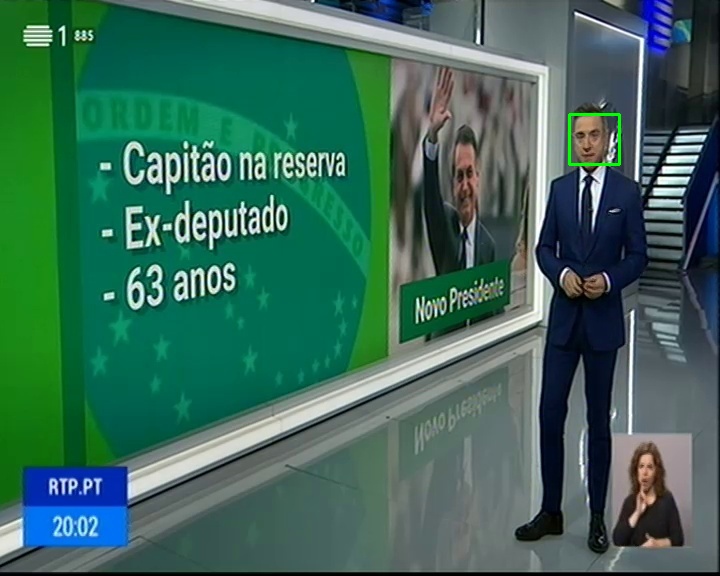 1 885
ORDEM E PROGRESSO
- Capitão na reserva
- Ex-deputado
- 63 anos
Novo Presidente
RTP.PT
20:02